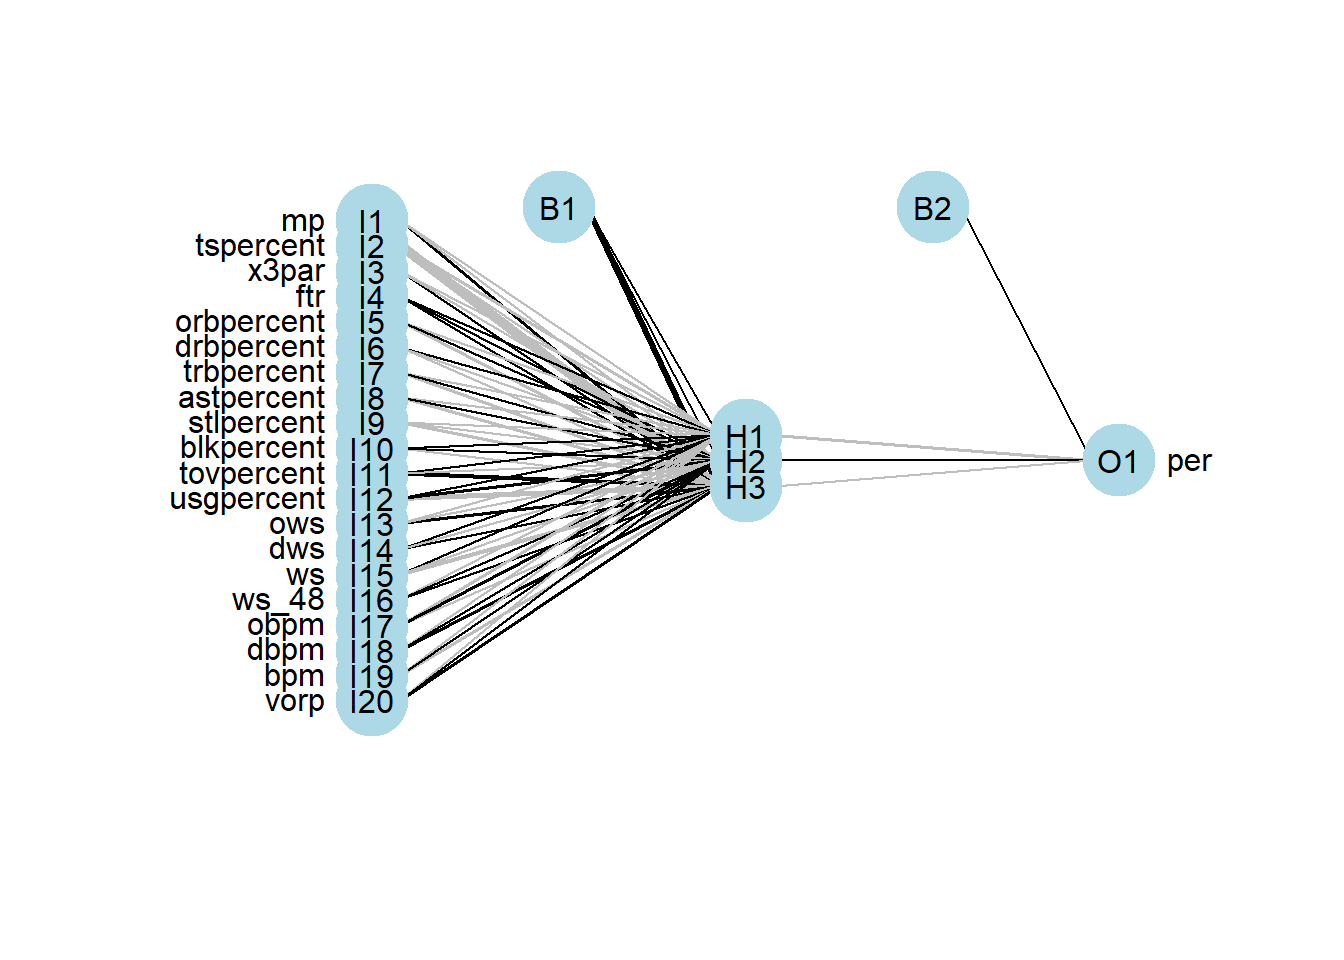 B1
B2
mp I1
tspercent I2
x3par I3
ftr I4
orbpercent I5
drbpercent I6
trbpercent I7
astpercent I8
stlpercent I9
blkpercent I10
tovpercent I11
usgpercent I12
ows I13
dws I14
ws I15
ws_48 I16
obpm I17
dbpm I18
bpm I19
vorp I20
H1
H2
H3
O1 per